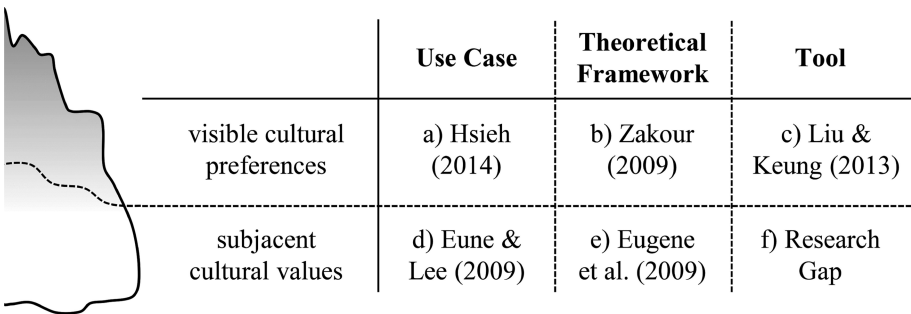 Use Case
Theoretical
Framework
Tool
visible cultural
preferences
a) Hsieh
(2014)
b) Zakour
(2009)
c) Liu &
Keung (2013)
subjacent
cultural values
d) Eune &
Lee (2009)
e) Eugene
et al. (2009)
f) Research
Gap